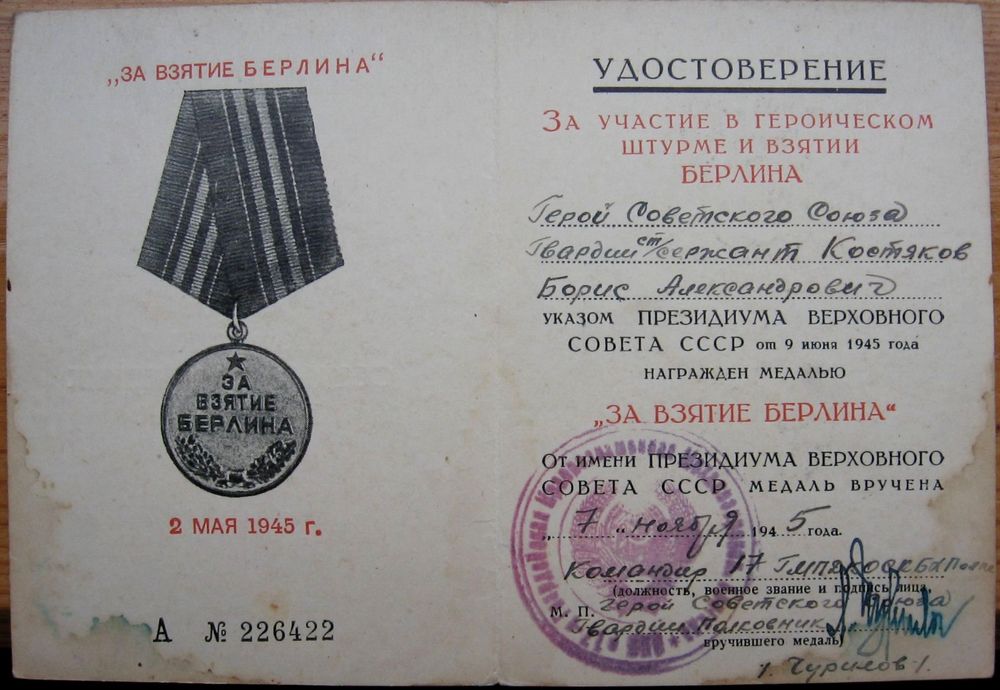 „ЗА ВЗЯТИЕ БЕРЛИНА“
ЗА
ВЗЯТИЕ
БЕРЛИНА
2 МАЯ 1945 г.
А № 226422
УДОСТОВЕРЕНИЕ
За участие в героическом
штурме и взятии
Берлина
Герой Советского Союза
Гвардии ст/сержант Костяков
Борис Александрович
указом Президиума Верховного
Совета СССР от 9 июня 1945 года
награжден медалью
„ЗА ВЗЯТИЕ БЕРЛИНА“
От имени Президиума Верховного
Совета СССР медаль вручена
„7“ ноября 1945 года.
Командир 17
(должность, военное звание и подпись лица,
М. П. Герой Советского Союза
Гвардии Полковник
вручившего медаль)
/Чурилов/.